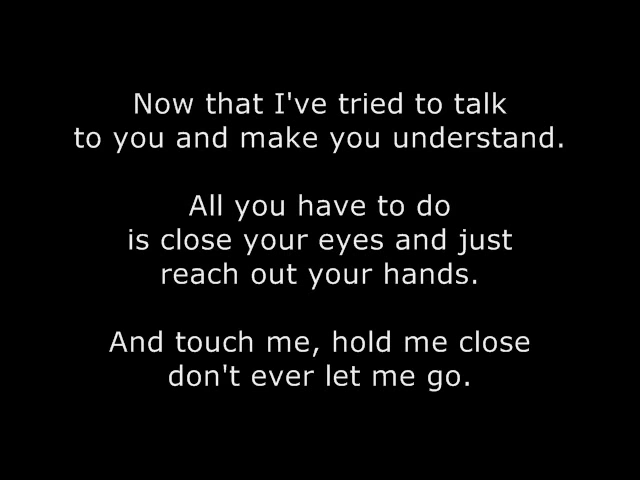 Now that I've tried to talk
to you and make you understand.
All you have to do
is close your eyes and just
reach out your hands.
And touch me, hold me close
don't ever let me go.